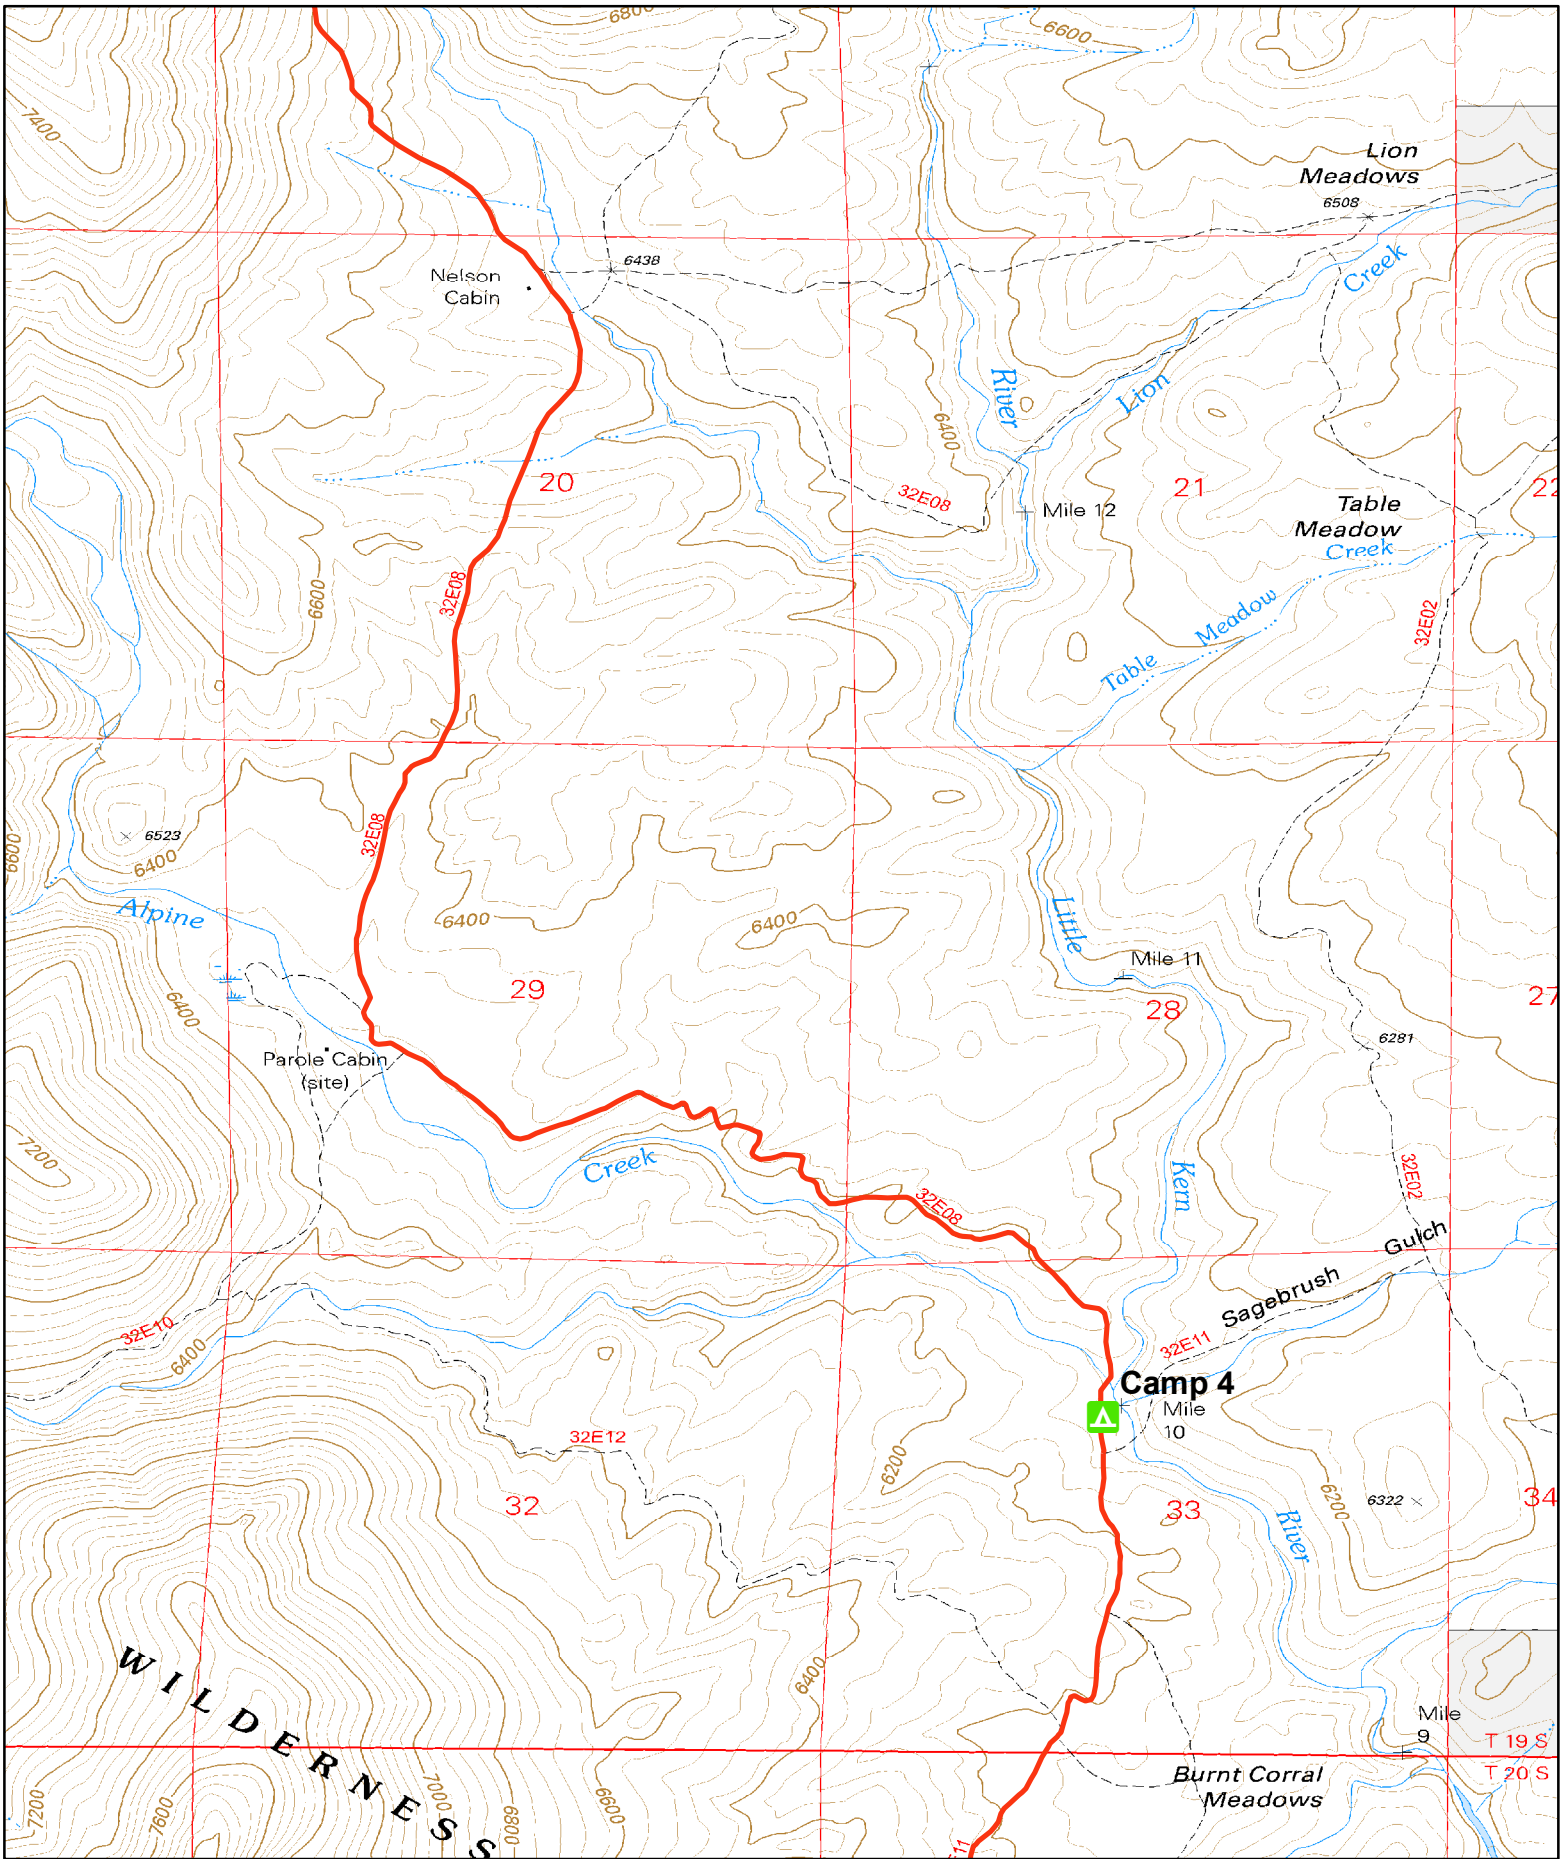 6800
6600
7400
Lion
Meadows
6508
6438
Nelson
Cabin
Creek
River
Lion
6400
20
32E08
21
22
Mile 12
Table
Meadow
Creek
6600
32E08
Meadow
32E02
Table
6523
6600
6400
32E08
Alpine
6400
6400
Little
Mile 11
29
28
27
6400
6281
Parole Cabin
(site)
7200
Creek
Kern
32E02
32E08
Gulch
Sagebrush
32E10
6400
32E11
Camp 4
Mile
10
32E12
6200
32
33
6200
6322
34
River
WILDERNESS
6400
Mile
9
T 19 S
T 20 S
Burnt Corral
Meadows
7200
7600
7000
6800
6600
11